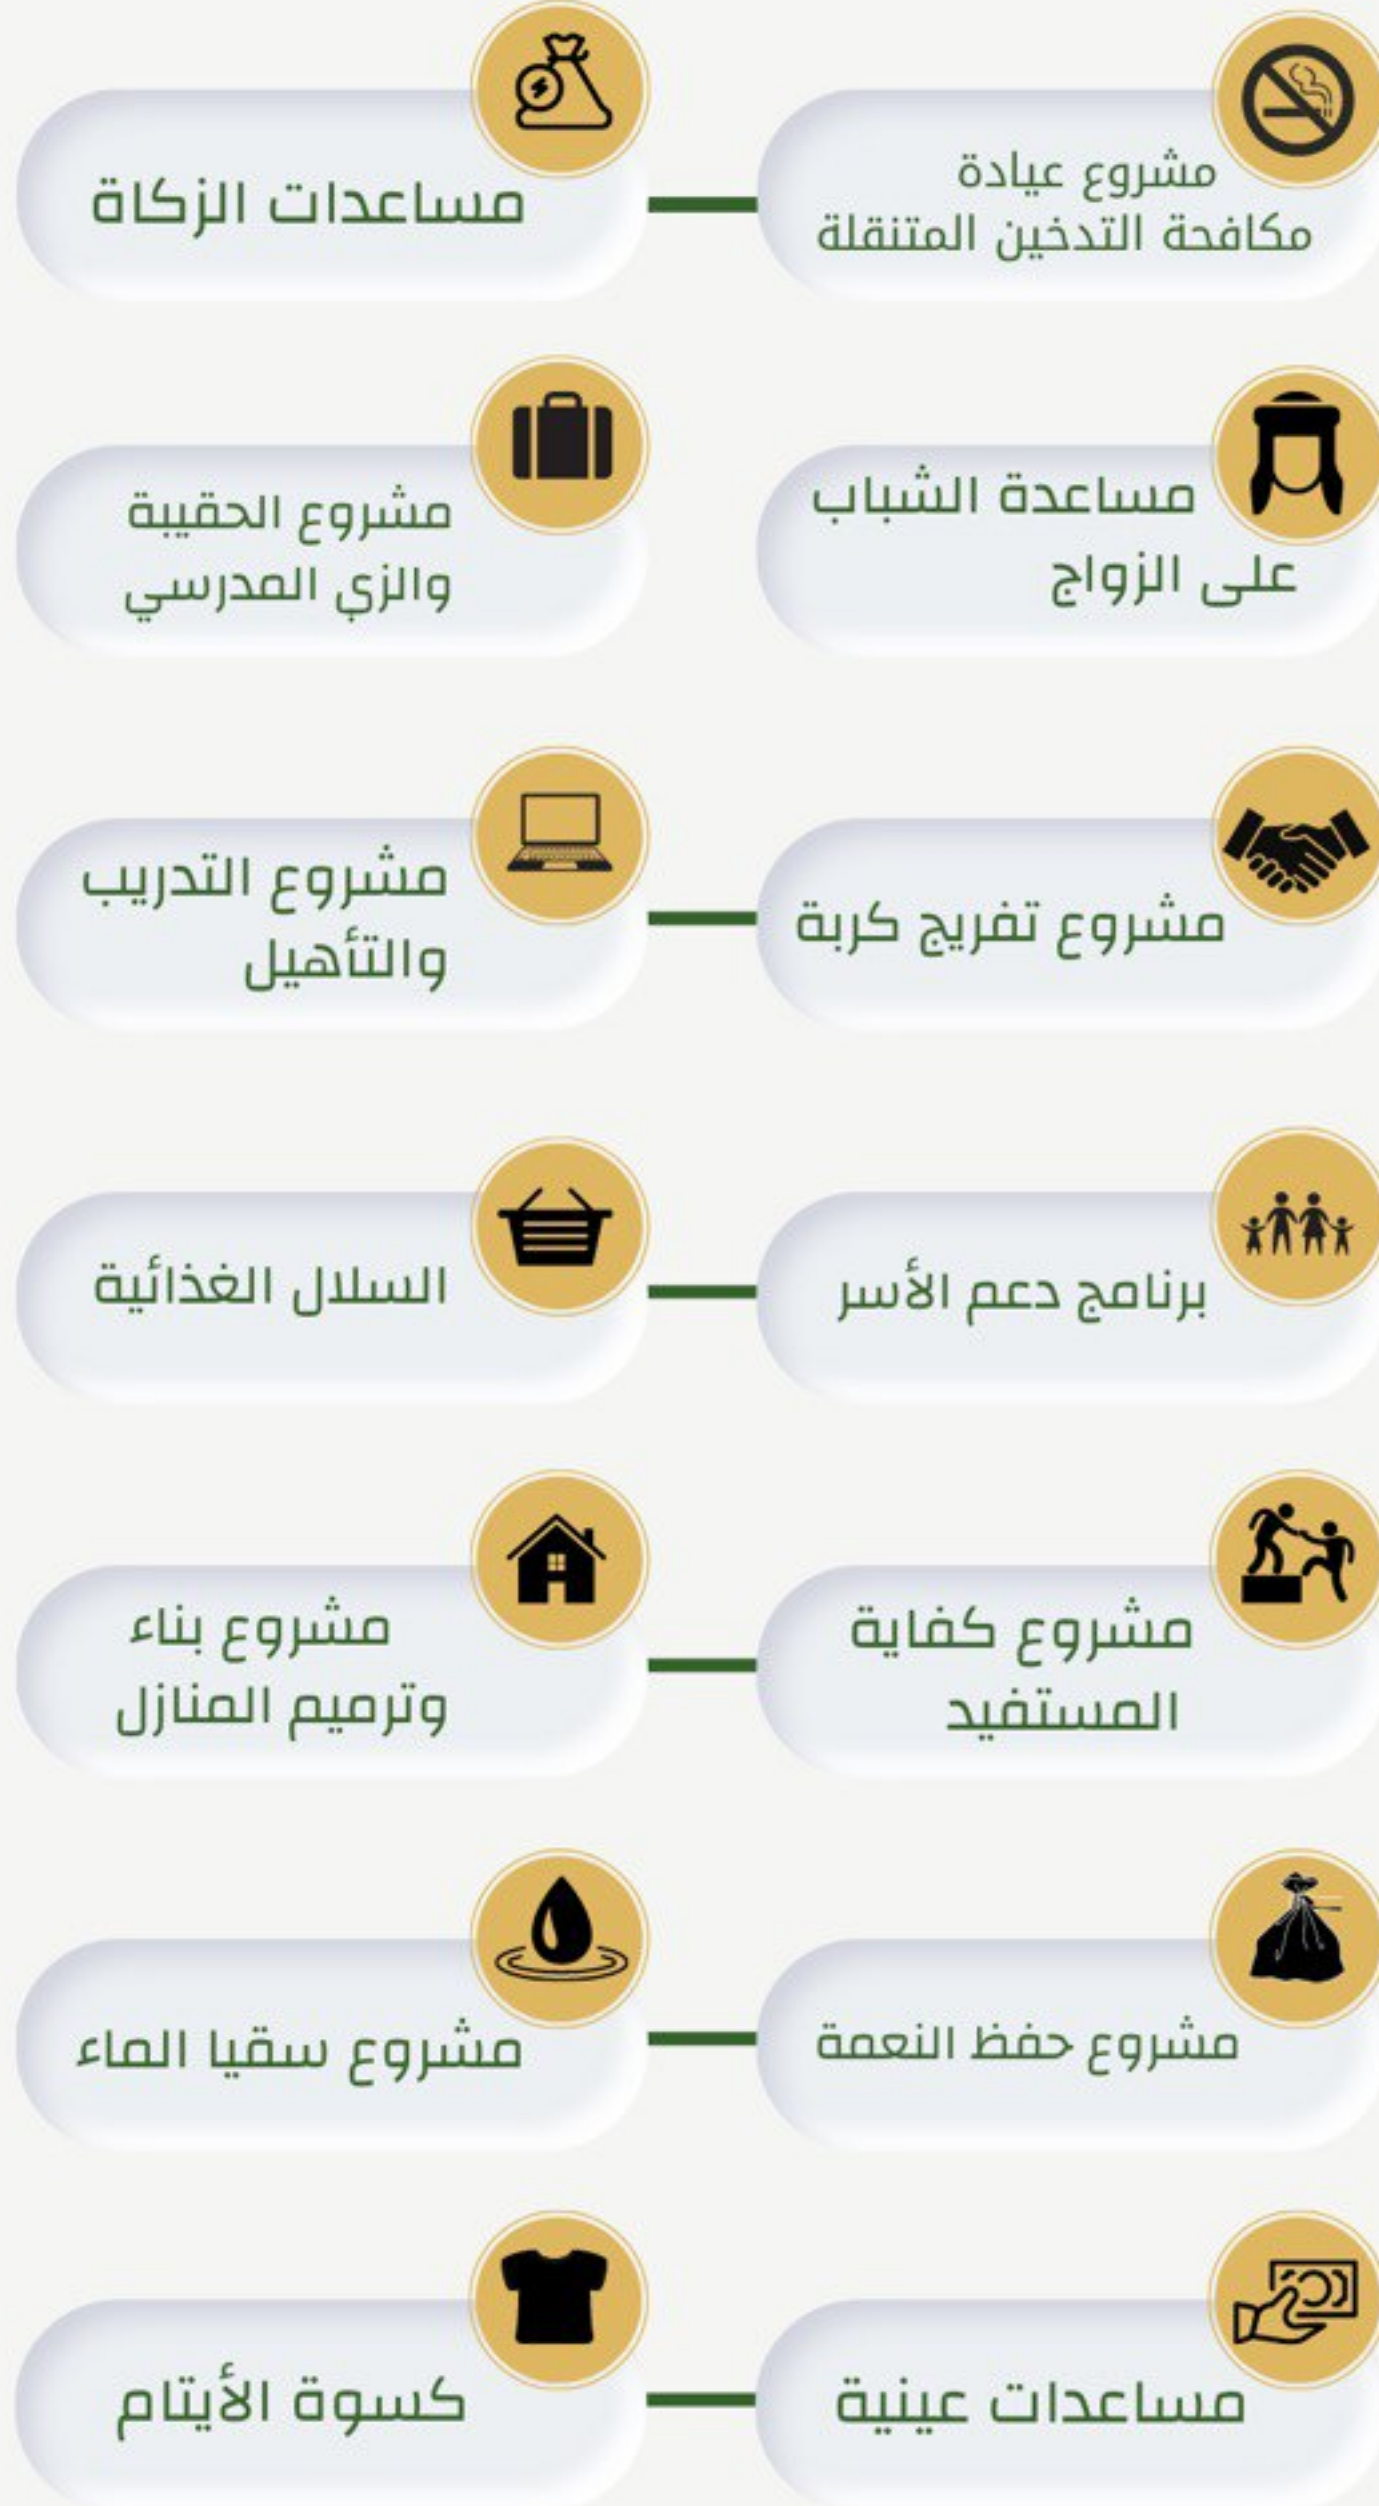 مشروع عيادة
مكافحة التدخين المتنقلة
مساعدات الزكاة
مساعدة الشباب
على الزواج
مشروع الحقيبة
والزي المدرسي
مشروع تفريج كربة
مشروع التدريب
والتأهيل
برنامج دعم الأسر
السلال الغذائية
مشروع كفاية
المستفيد
مشروع بناء
وترميم المنازل
مشروع حفظ النعمة
مشروع سقيا الماء
مساعدات عينية
كسوة الأيتام